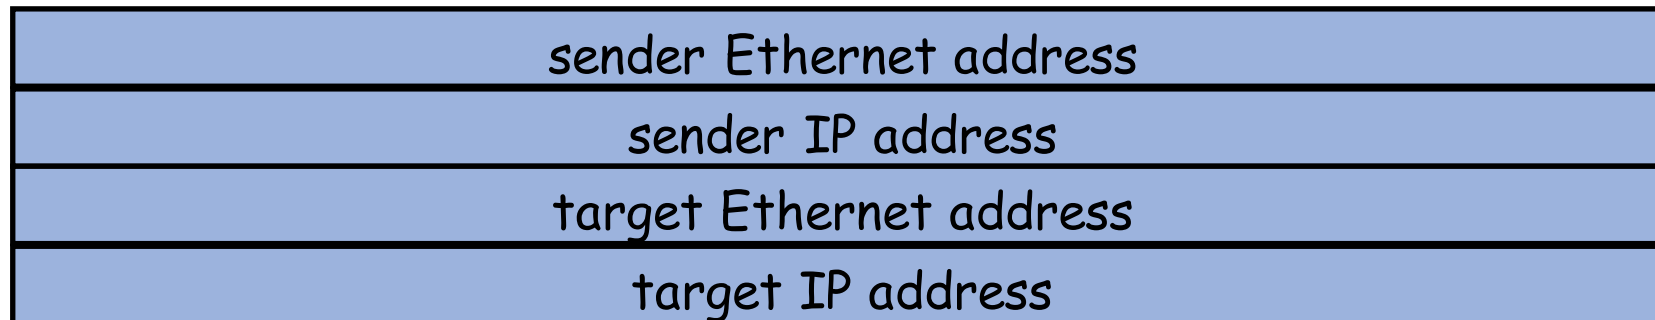 sender Ethernet address
sender IP address
target Ethernet address
target IP address